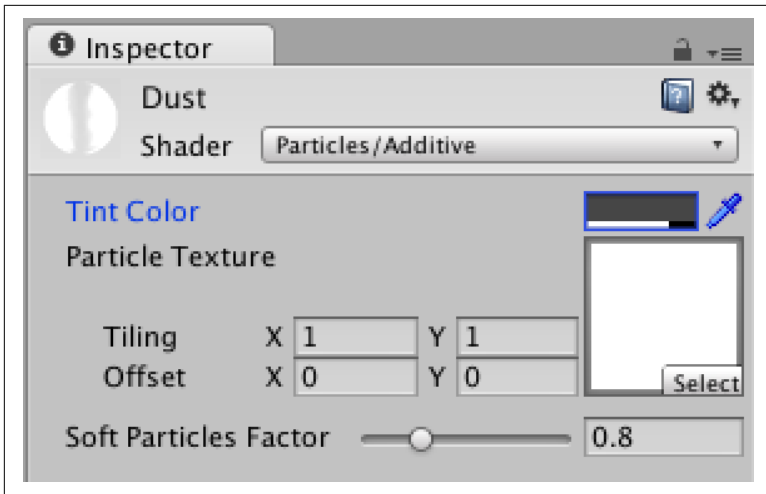 Inspector
Dust
Shader Particles/Additive
Tint Color
Particle Texture
Tiling X 1 Y 1
Offset X 0 Y 0
Select
Soft Particles Factor 0.8